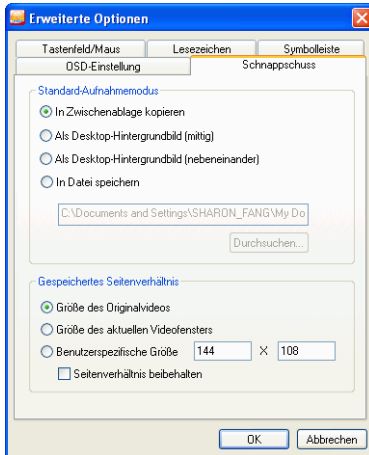 Erweiterte Optionen
Tastenfeld/Maus Lesezeichen Symbolleiste
OSD-Einstellung Schnappschuss
Standard-Aufnahmemodus
In Zwischenablage kopieren
Als Desktop-Hintergrundbild (mittig)
Als Desktop-Hintergrundbild (nebeneinander)
In Datei speichern
C:\Documents and Settings\SHARON_FANG\My Do
Durchsuchen...
Gespeichertes Seitenverhältnis
Größe des Originalvideos
Größe des aktuellen Videofensters
Benutzerspezifische Größe 144 X 108
Seitenverhältnis beibehalten
OK Abbrechen